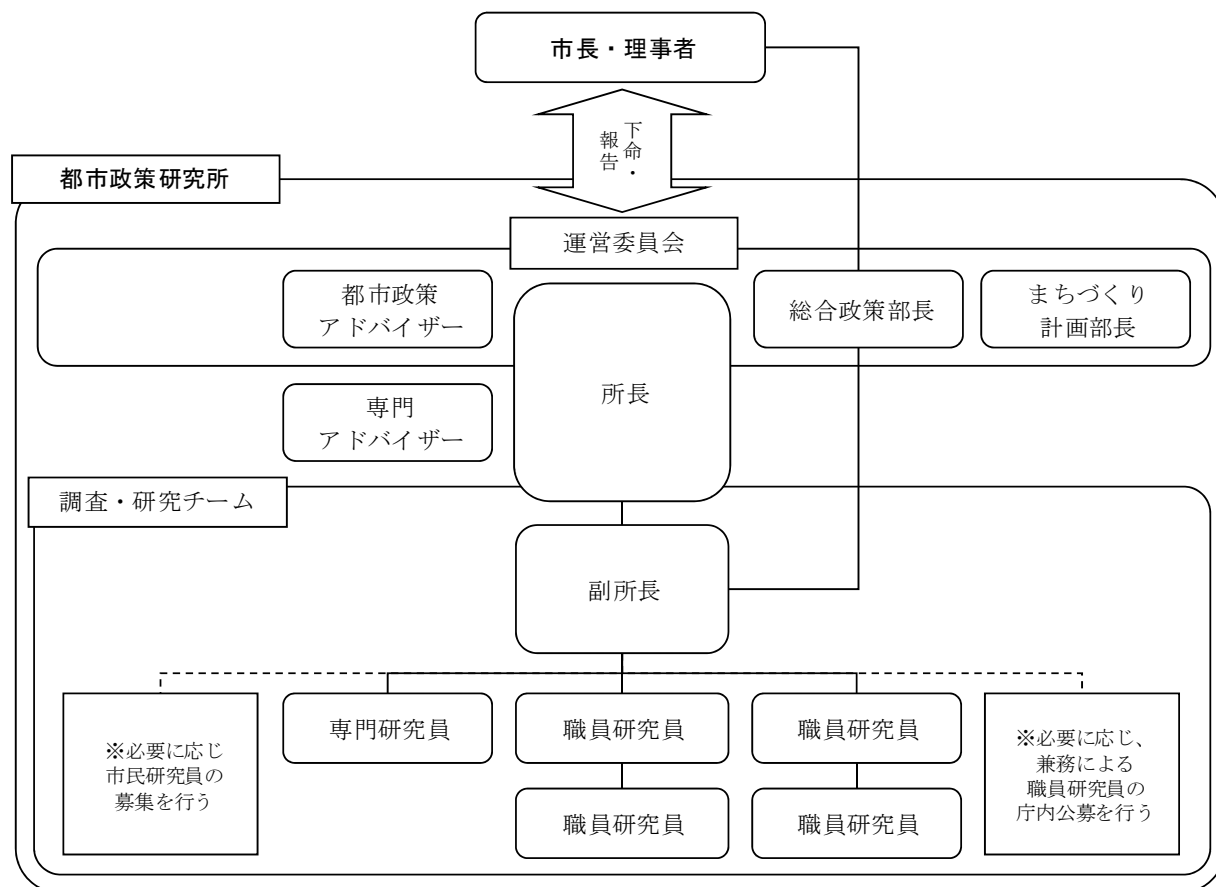 市長・理事者
下命・
報告
都市政策研究所
運営委員会
都市政策
アドバイザー
所長
総合政策部長
まちづくり
計画部長
専門
アドバイザー
調査・研究チーム
副所長
※必要に応じ
市民研究員の
募集を行う
専門研究員
職員研究員
職員研究員
※必要に応じ、
兼務による
職員研究員の
庁内公募を行う
職員研究員
職員研究員